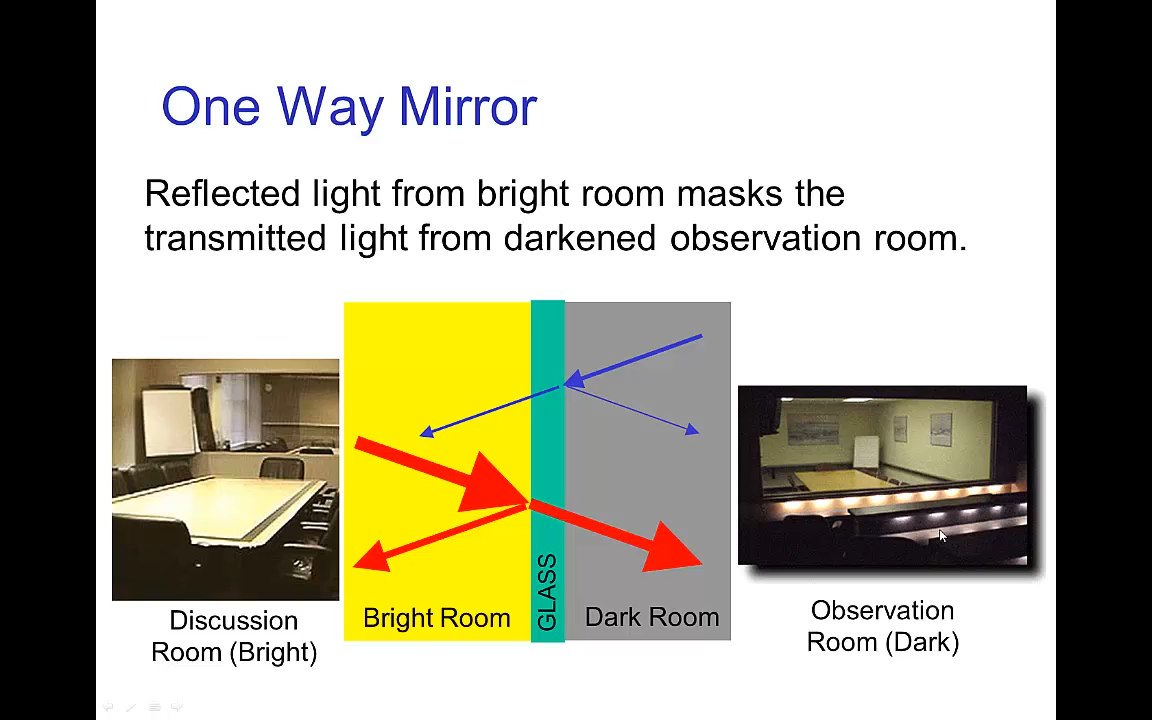 One Way Mirror
Reflected light from bright room masks the
transmitted light from darkened observation room.
GLASS
Bright Room
Dark Room
Discussion
Room (Bright)
Observation
Room (Dark)